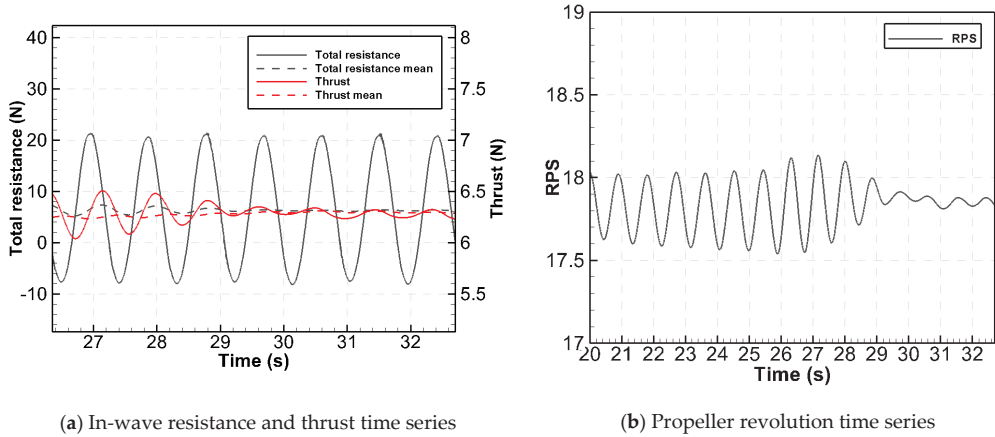 40
30
20
10
0
-10
Total resistance (N)
8
7.5
7
6.5
6
5.5
Thrust (N)
Total resistance
Total resistance mean
Thrust
Thrust mean
27 28 29 30 31 32
Time (s)
(a) In-wave resistance and thrust time series
19
18.5
18
17.5
17
RPS
RPS
20 21 22 23 24 25 26 27 28 29 30 31 32
Time (s)
(b) Propeller revolution time series